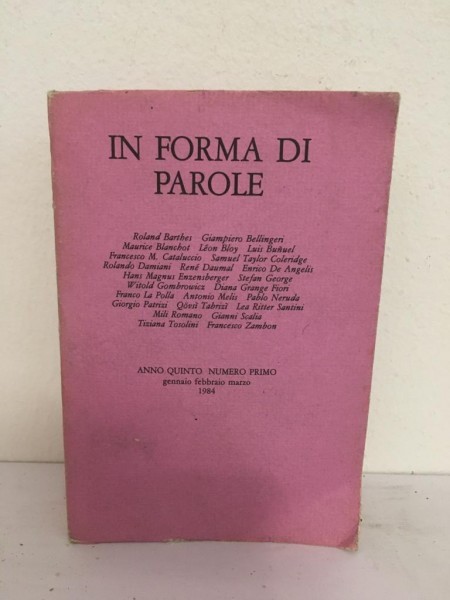 IN FORMA DI
PAROLE
Roland Barthes Giampiero Bellingeri
Maurice Blanchot Léon Bloy Luis Buñuel
Francesco M. Cataluccio Samuel Taylor Coleridge
Rolando Damiani René Daumal Enrico De Angelis
Hans Magnus Enzensberger Stefan George
Witold Gombrowicz Diana Grange Fiori
Franco La Polla Antonio Melis Pablo Neruda
Giorgio Patrizi Qôvsi Tabrizî Lea Ritter Santini
Mili Romano Gianni Scalia
Tiziana Totolini Francesco Zambon
ANNO QUINTO NUMERO PRIMO
gennaio febbraio marzo
1984